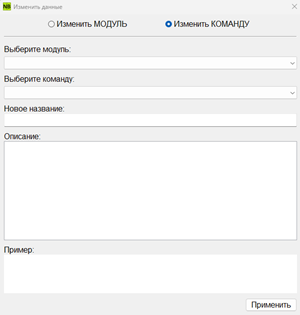 NB Изменить данные
Изменить МОДУЛЬ Изменить КОМАНДУ
Выберите модуль:
Выберите команду:
Новое название:
Описание:
Пример:
Применить